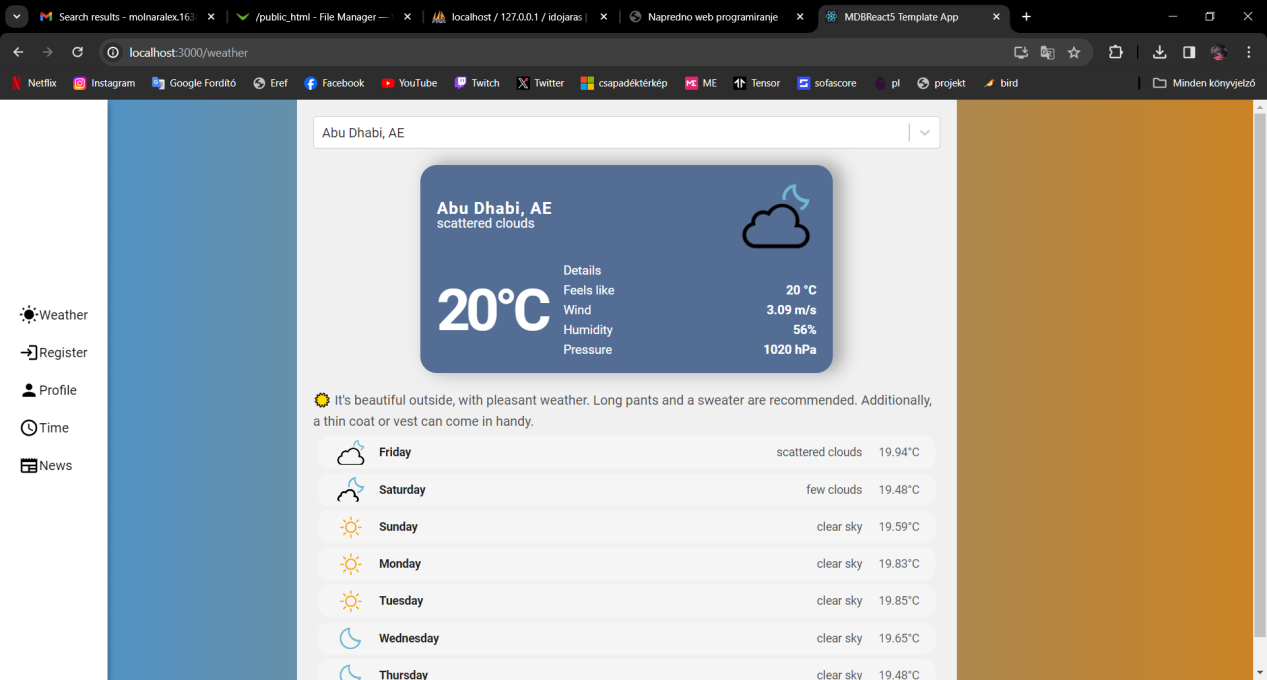 Search results - molnaralex.163
/public_html - File Manager —
localhost / 127.0.0.1 / idojaras |
Napredno web programiranje
MDBReact5 Template App
localhost:3000/weather
Netflix
Instagram
Google Fordító
Eref
Facebook
YouTube
Twitch
Twitter
csapadéktérkép
ME
Tensor
sofascore
pl
projekt
bird
Minden könyvjelző
Abu Dhabi, AE
Abu Dhabi, AE
scattered clouds
20°C
Details
Feels like 20 °C
Wind 3.09 m/s
Humidity 56%
Pressure 1020 hPa
Weather
Register
Profile
Time
News
It's beautiful outside, with pleasant weather. Long pants and a sweater are recommended. Additionally,
a thin coat or vest can come in handy.
Friday scattered clouds 19.94°C
Saturday few clouds 19.48°C
Sunday clear sky 19.59°C
Monday clear sky 19.83°C
Tuesday clear sky 19.85°C
Wednesday clear sky 19.65°C
Thursday clear sky 19.48°C